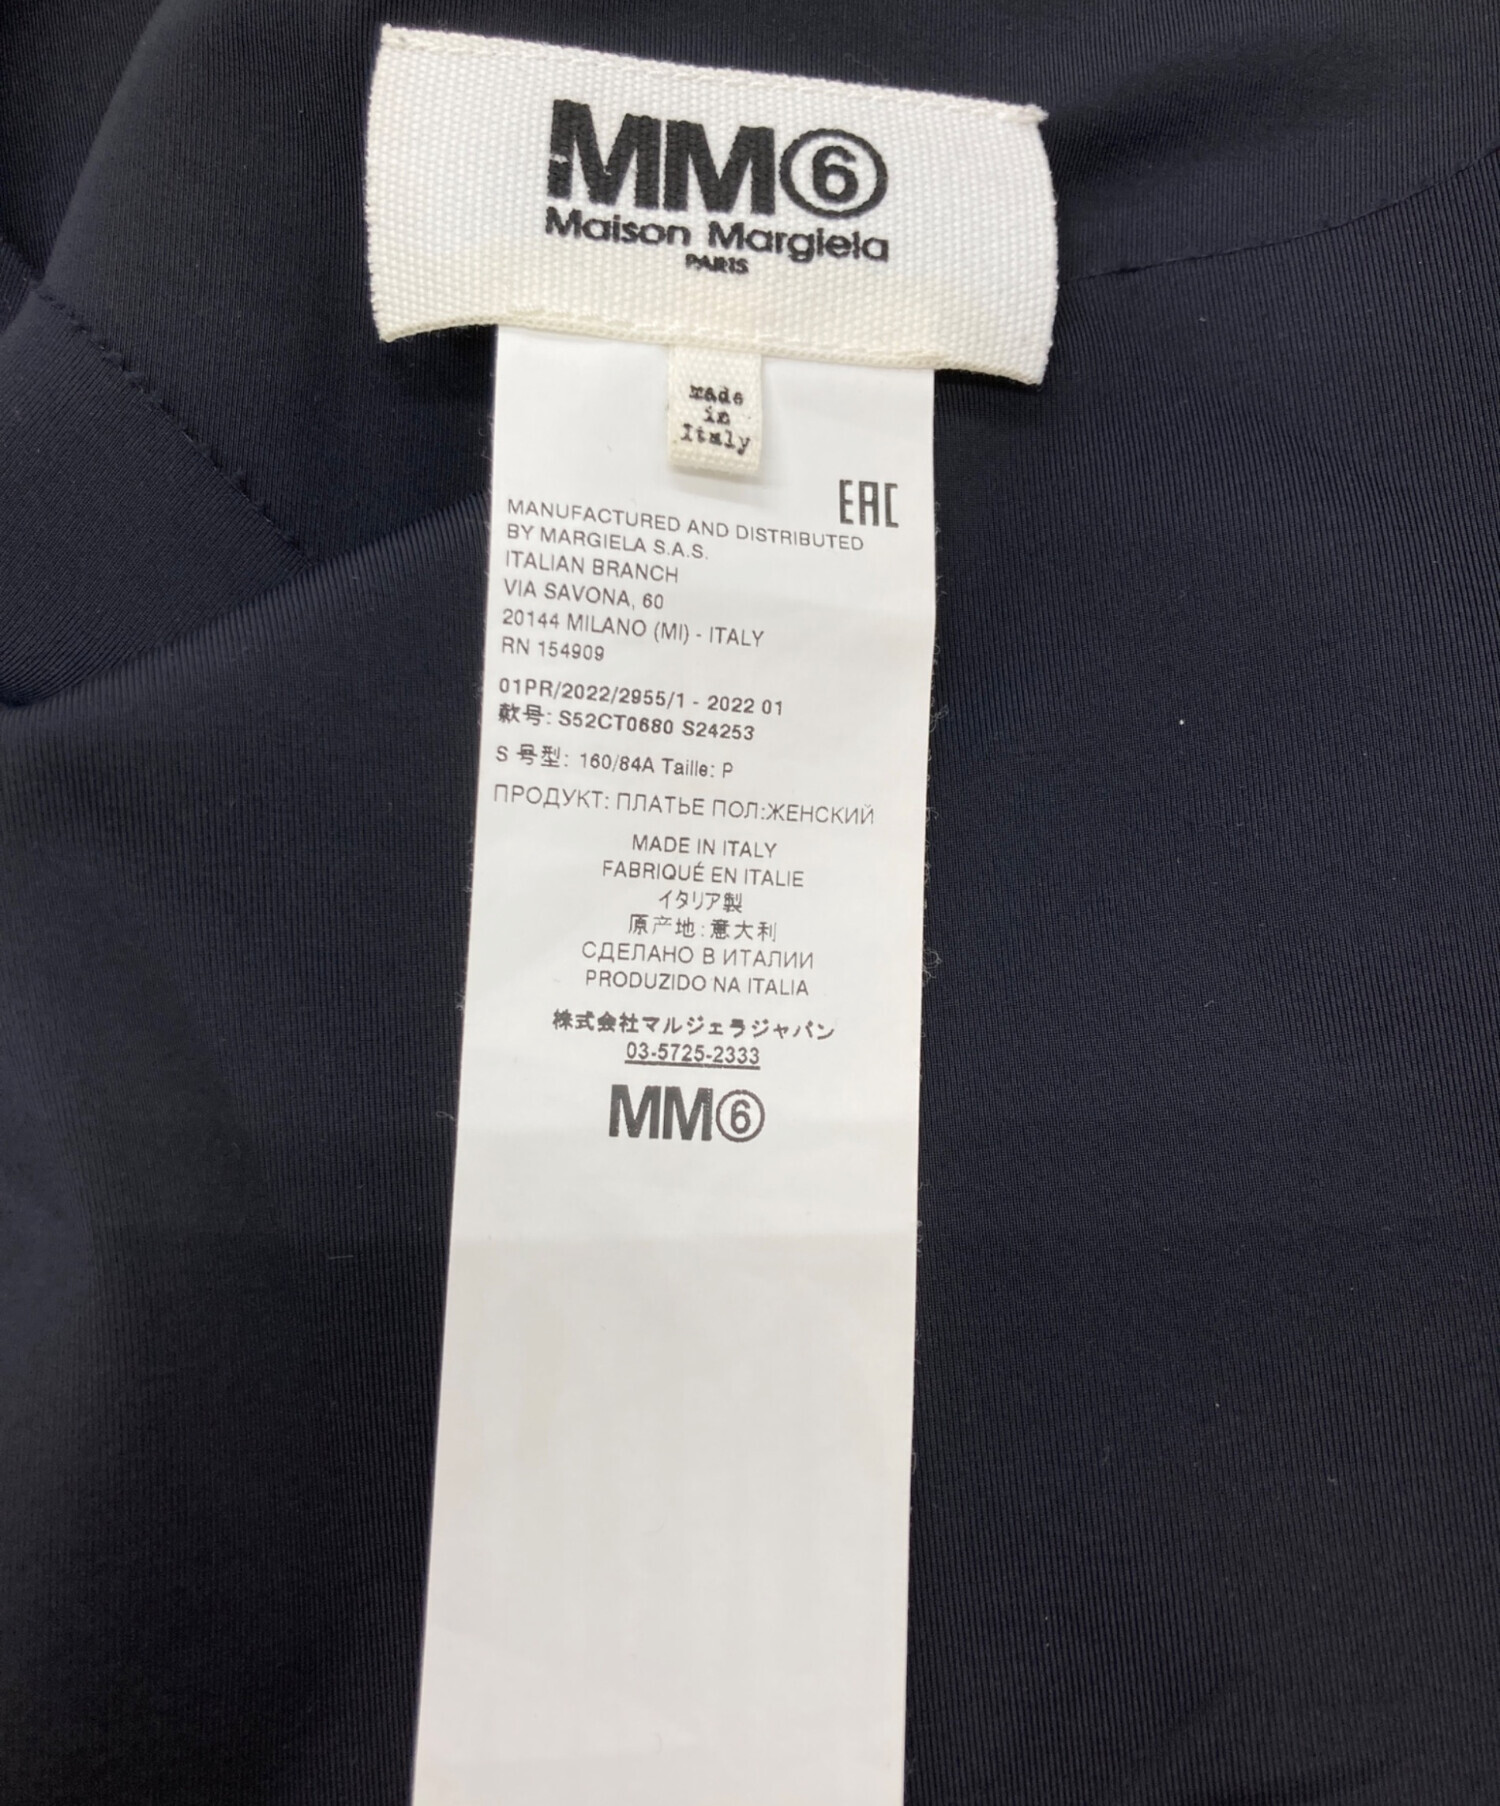 MM⑥
Maison Margiela
PARIS
made
in
Italy
EAC
MANUFACTURED AND DISTRIBUTED
BY MARGIELA S.A.S.
ITALIAN BRANCH
VIA SAVONA, 60
20144 MILANO (MI) - ITALY
RN 154909
01PR/2022/2955/1 - 2022 01
款号: S52CT0680 S24253
S 号型: 160/84A Taille: P
ПРОДУКТ: ПЛАТЬЕ ПОЛ:ЖЕНСКИЙ
MADE IN ITALY
FABRIQUÉ EN ITALIE
イタリア製
原产地:意大利
СДЕЛАНО В ИТАЛИИ
PRODUZIDO NA ITALIA
株式会社マルジェラジャパン
03-5725-2333
MM⑥